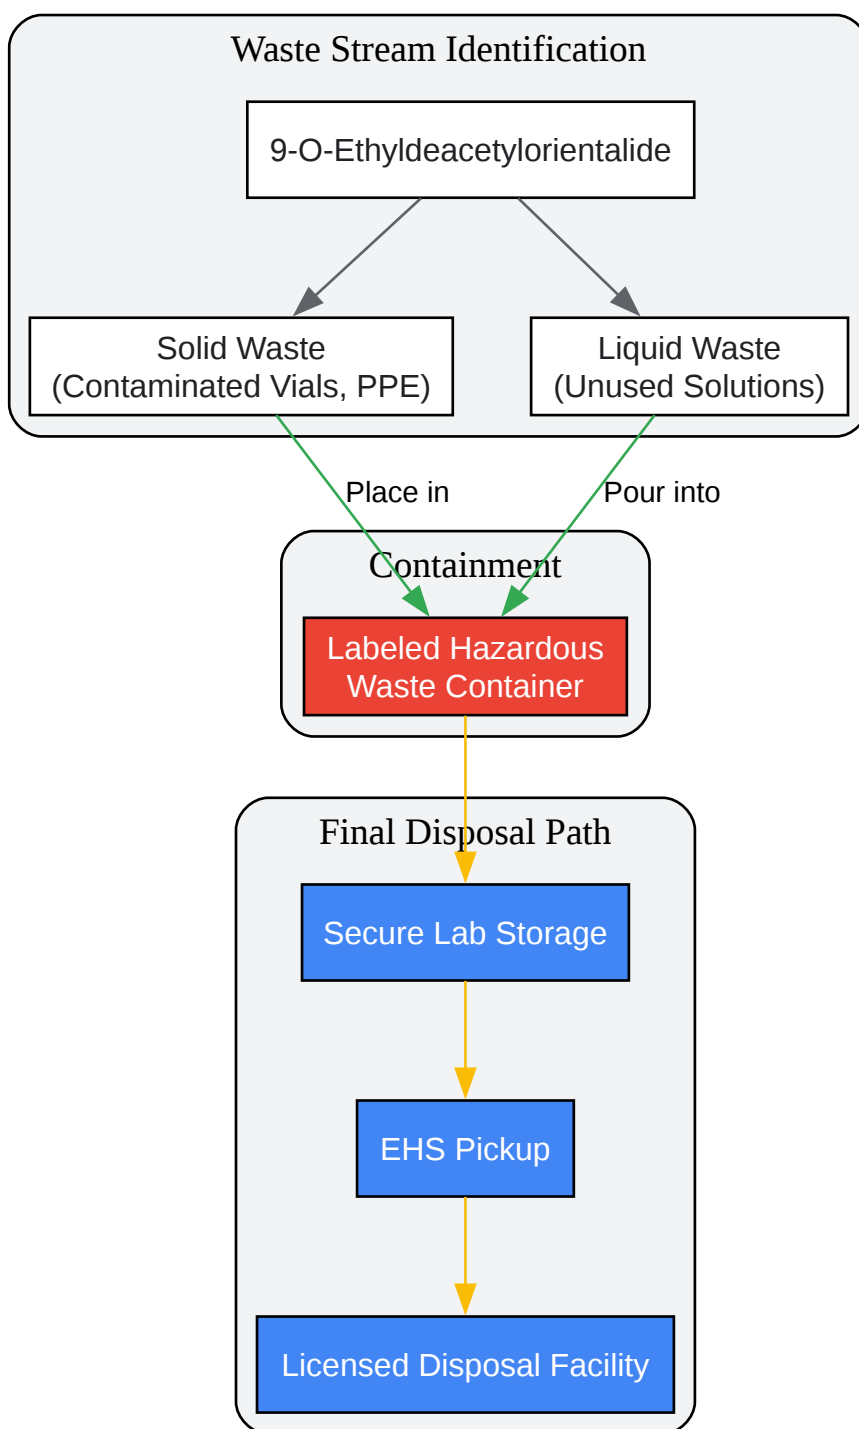 Waste Stream Identification
9-O-Ethyldeacetylorientalide
Solid Waste
(Contaminated Vials, PPE)
Liquid Waste
(Unused Solutions)
Place in
Pour into
Containment
Labeled Hazardous
Waste Container
Final Disposal Path
Secure Lab Storage
EHS Pickup
Licensed Disposal Facility